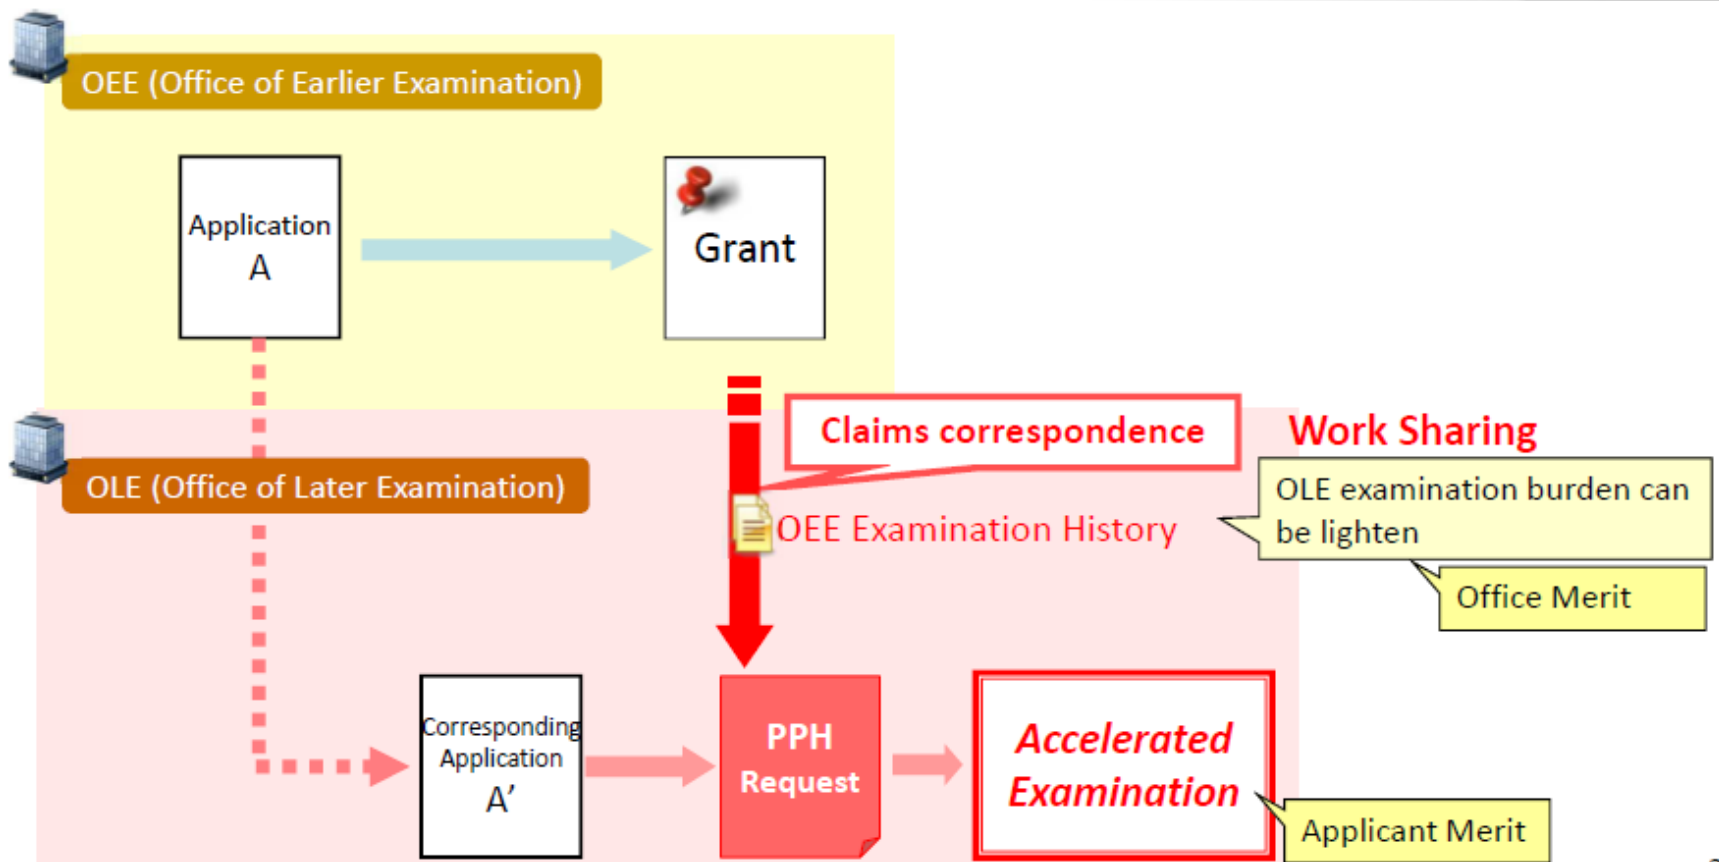 OEE (Office of Earlier Examination)
Application
A
Grant
Claims correspondence
Work Sharing
OLE (Office of Later Examination)
OLE examination burden can
be lighten
OEE Examination History
Office Merit
Corresponding
Application
A’
PPH
Request
Accelerated
Examination
Applicant Merit